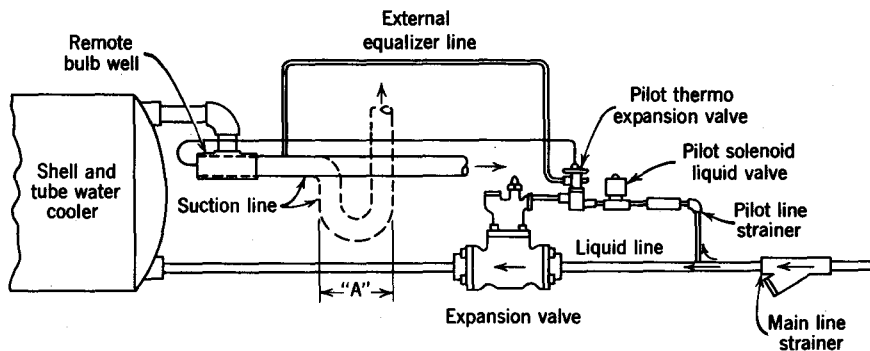 External
equalizer line
Remote
bulb well
Pilot thermo
expansion valve
Pilot solenoid
liquid valve
Shell and
tube water
cooler
Suction line
Pilot line
strainer
Liquid line
"A"
Expansion valve
Main line
strainer